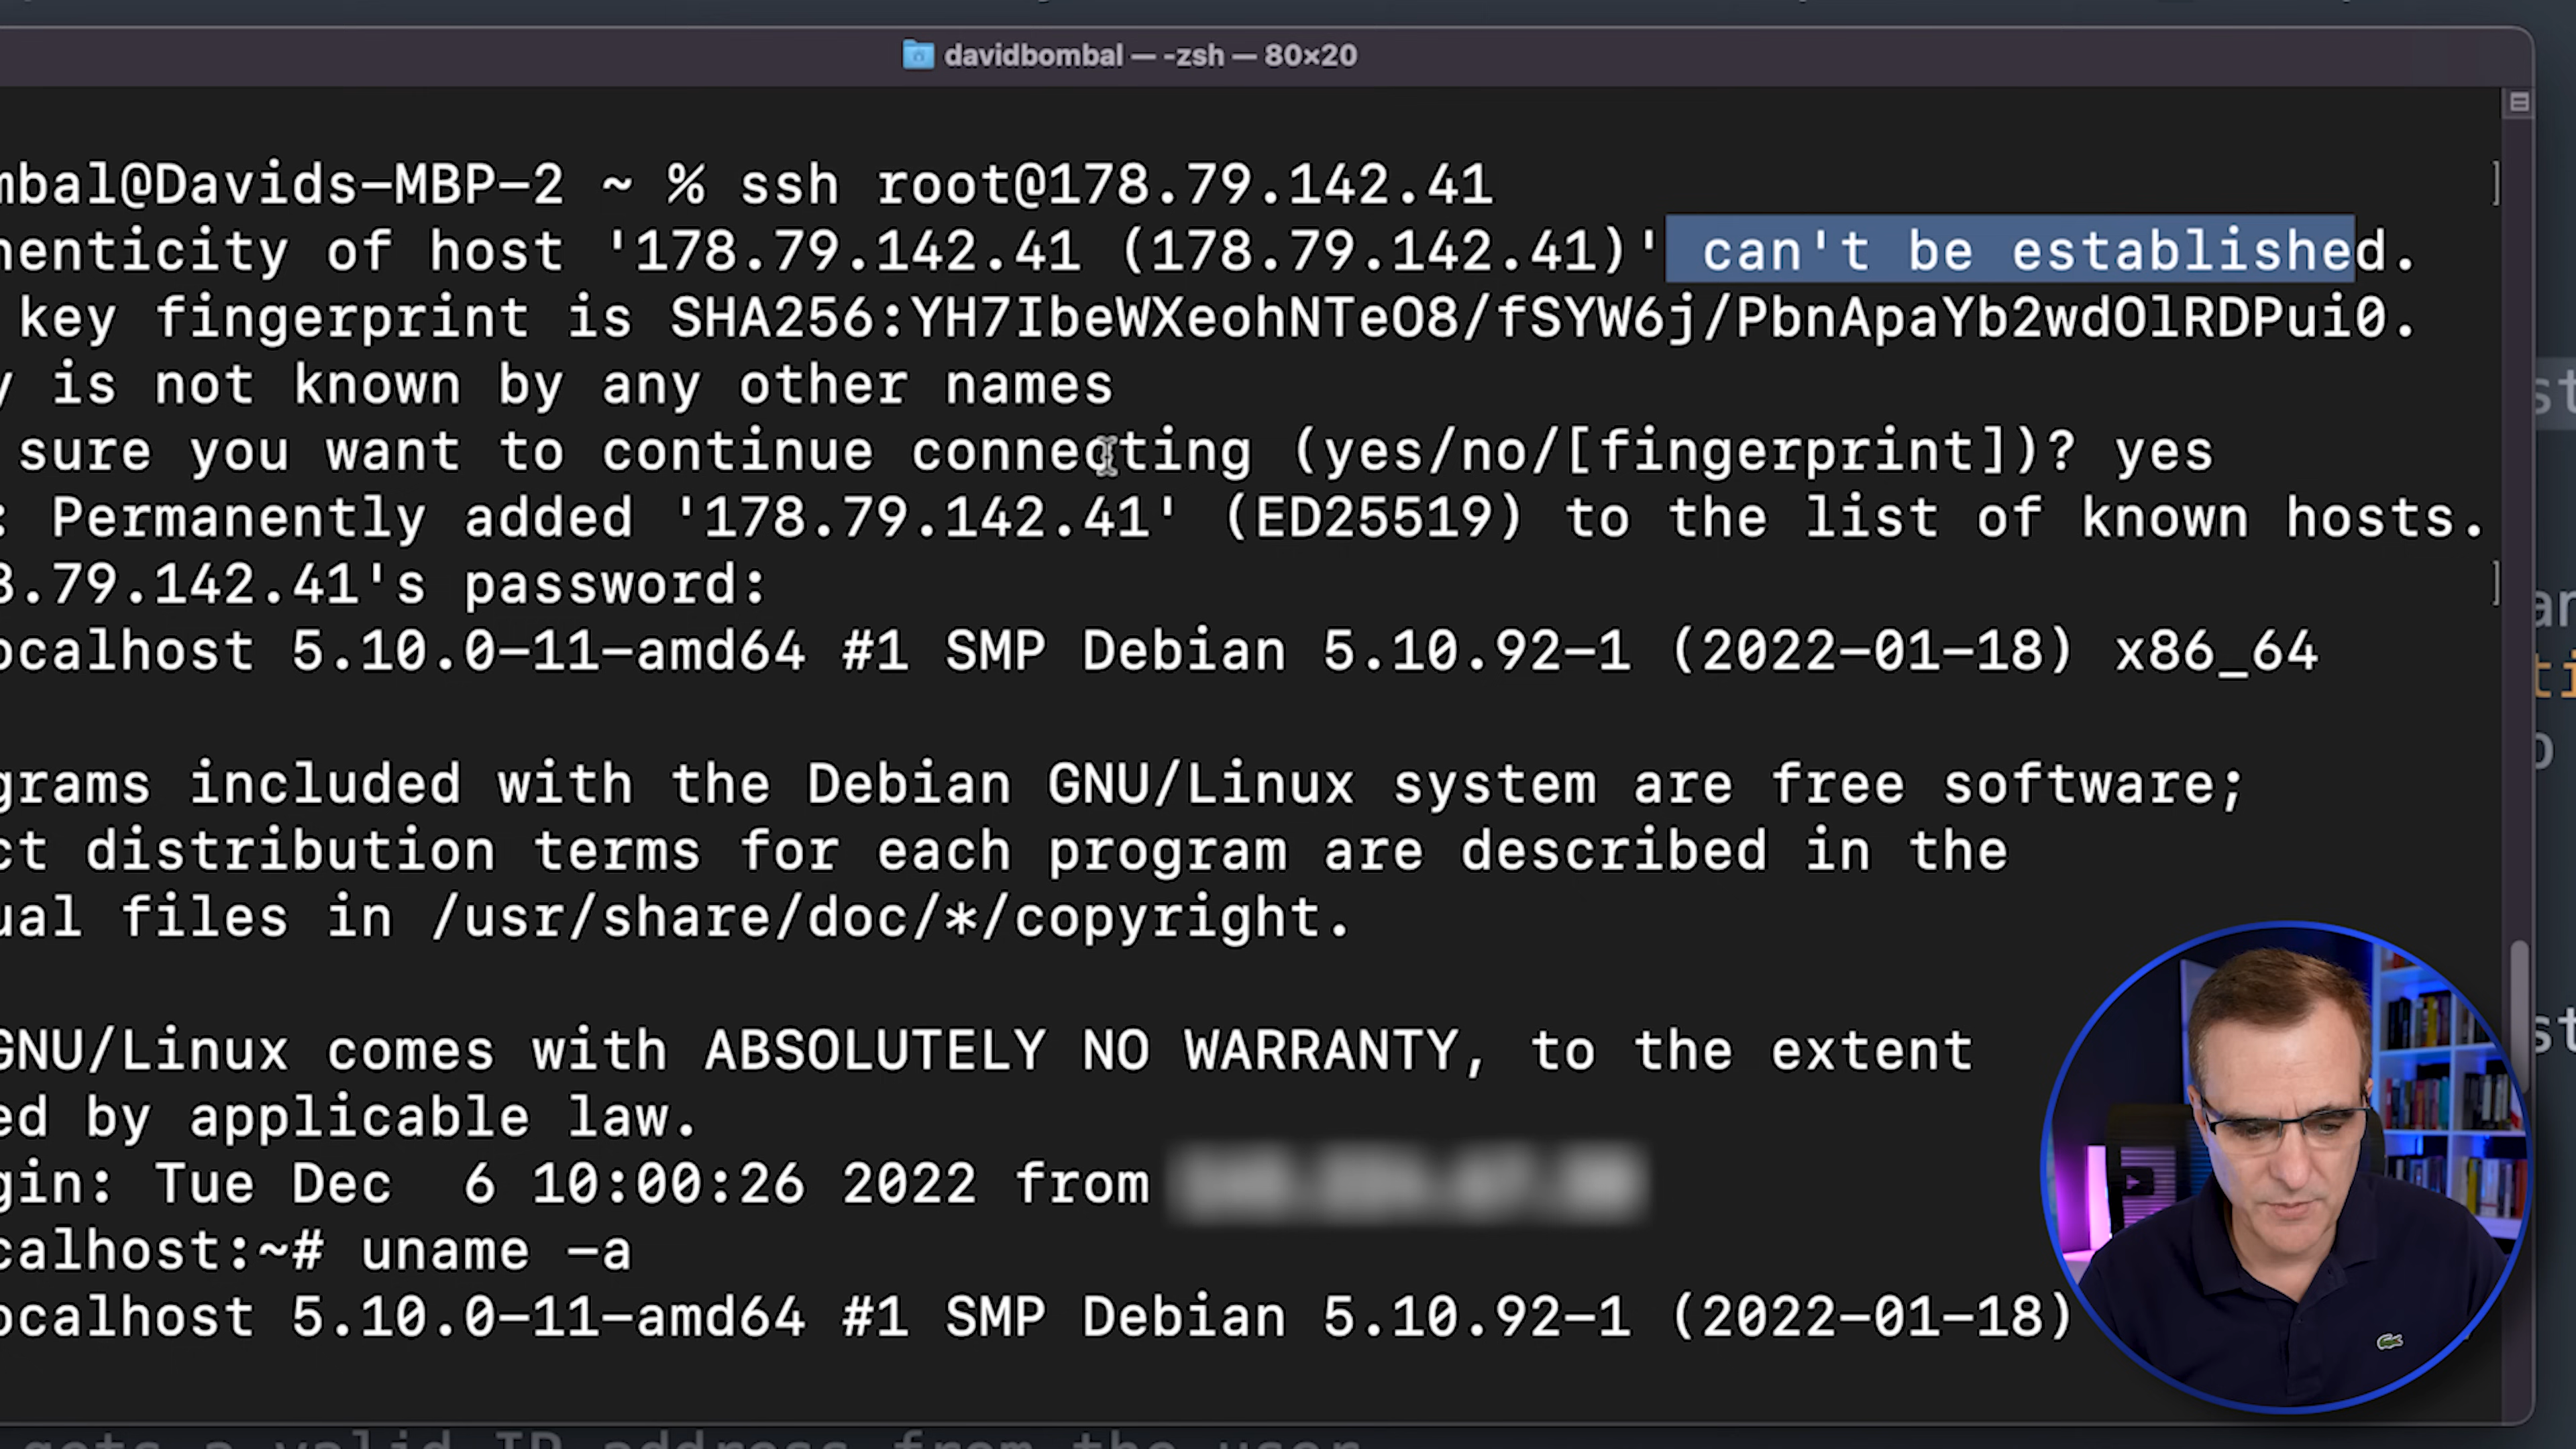 davidbombal — -zsh — 80×20
mbal@Davids-MBP-2 ~ % ssh root@178.79.142.41
henticity of host '178.79.142.41 (178.79.142.41)' can't be established.
key fingerprint is SHA256:YH7IbeWXeohNTeO8/fSYW6j/PbnApaYb2wdOlRDPui0.
y is not known by any other names
sure you want to continue connecting (yes/no/[fingerprint])? yes
: Permanently added '178.79.142.41' (ED25519) to the list of known hosts.
8.79.142.41's password:
ocalhost 5.10.0-11-amd64 #1 SMP Debian 5.10.92-1 (2022-01-18) x86_64
grams included with the Debian GNU/Linux system are free software;
ct distribution terms for each program are described in the
ual files in /usr/share/doc/*/copyright.
GNU/Linux comes with ABSOLUTELY NO WARRANTY, to the extent
ed by applicable law.
gin: Tue Dec  6 10:00:26 2022 from
calhost:~# uname -a
ocalhost 5.10.0-11-amd64 #1 SMP Debian 5.10.92-1 (2022-01-18)
gets a valid IP address from the user